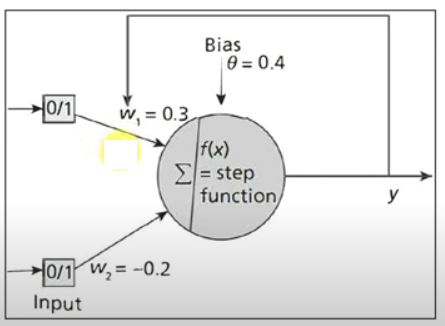 Bias
θ = 0.4
0/1
w₁ = 0.3
f(x)
∑ = step
function
y
0/1
w₂ = −0.2
Input